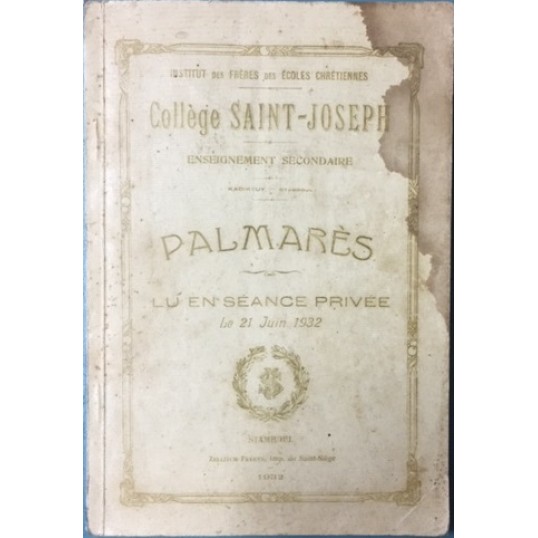 INSTITUT DES FRÈRES DES ÉCOLES CHRÉTIENNES
Collège SAINT-JOSEPH
ENSEIGNEMENT SECONDAIRE
PALMARÈS
LU EN SÉANCE PRIVÉE
Le 21 Juin 1932
1932